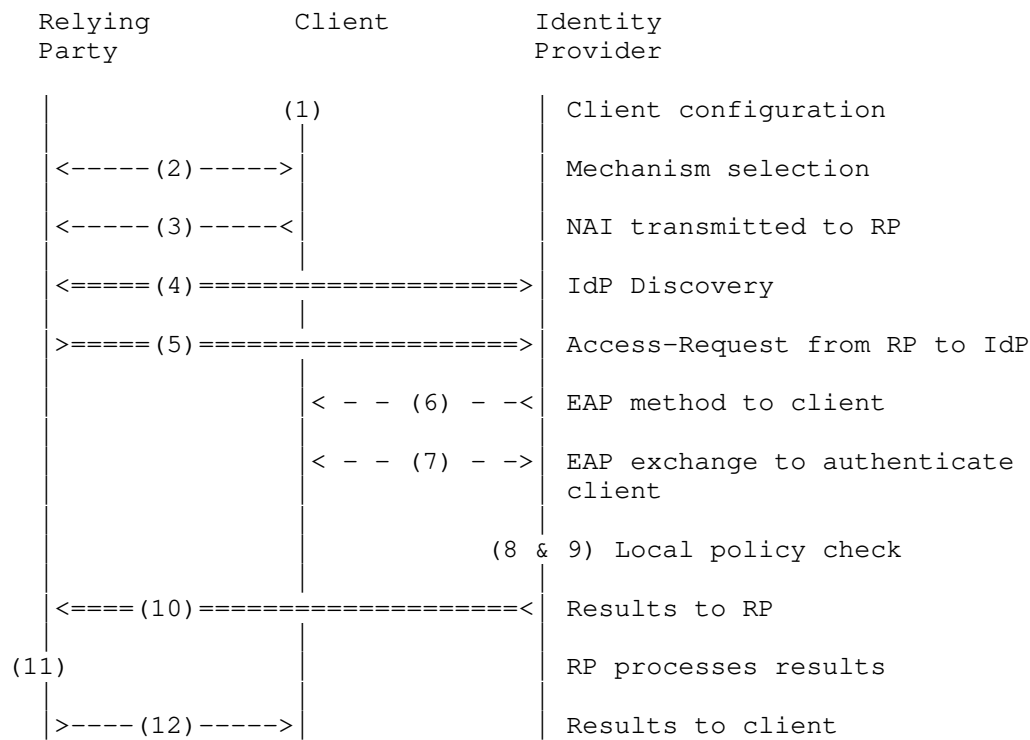 Relying Client Identity
Party Provider
(1) Client configuration
<-----(2)-----> Mechanism selection
<-----(3)-----< NAI transmitted to RP
<=====(4)====================> IdP Discovery
>=====(5)====================> Access-Request from RP to IdP
< - - (6) - -< EAP method to client
< - - (7) - -> EAP exchange to authenticate
client
(8 & 9) Local policy check
<====(10)====================< Results to RP
(11) RP processes results
>----(12)-----> Results to client